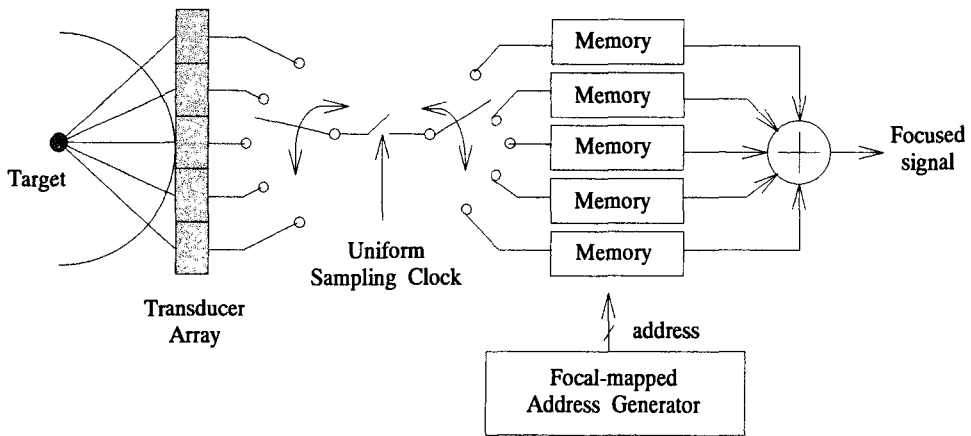 Target
Transducer
Array
Uniform
Sampling Clock
Memory
Memory
Memory
Memory
Memory
Focused
signal
address
Focal-mapped
Address Generator